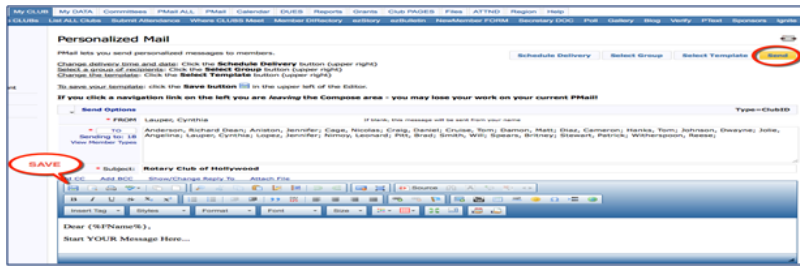 My CLUB My DATA Committees PMail ALL PMail Calendar DUES Reports Grants Club PAGES Files ATTND Region Help
CLUBs List ALL Clubs Submit Attendance Where CLUBS Meet Member DIRectory ezStory ezBulletin NewMember FORM Secretary DOC Poll Gallery Blog Verify PText Sponsors
Personalized Mail
PMail lets you send personalized messages to members.
Schedule Delivery Select Group Select Template Send
Change delivery time and date: Click the Schedule Delivery button (upper right)
Select a group of recipients: Click the Select Group button (upper right)
Change the template: Click the Select Template button (upper right)
To save your template: click the Save button in the upper left of the Editor.
If you click a navigation link on the left you are leaving the Compose area - you may lose your work on your current PMail!
Send Options Type=ClubID
* FROM Lauper, Cynthia If blank, this message will be sent from your name
* TO Anderson, Richard Dean; Aniston, Jennifer; Cage, Nicolas; Craig, Daniel; Cruise, Tom; Damon, Matt; Diaz, Cameron; Hanks, Tom; Johnson, Dwayne; Jolie,
Sending to: 18 Angelina; Lauper, Cynthia; Lopez, Jennifer; Nimoy, Leonard; Pitt, Brad; Smith, Will; Spears, Britney; Stewart, Patrick; Witherspoon, Reese;
View Member Types
SAVE
* Subject: Rotary Club of Hollywood
Add CC Add BCC Show/Change Reply To Attach File
Source
B I U
Insert Tag Styles Format Font Size
Dear {%FName%},
Start YOUR Message Here...